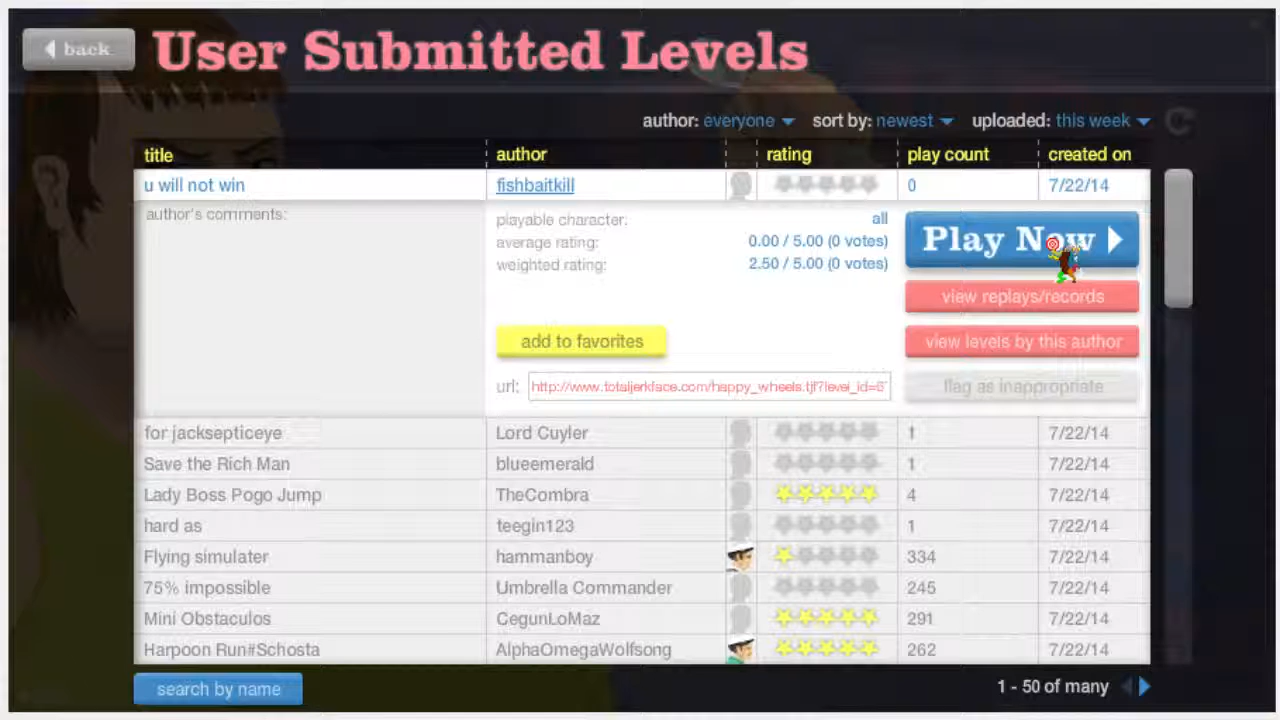 back
User Submitted Levels
author: everyone sort by: newest uploaded: this week
title author rating play count created on
u will not win fishbaitkill 0 7/22/14
author's comments:
playable character: all
average rating: 0.00 / 5.00 (0 votes)
weighted rating: 2.50 / 5.00 (0 votes)
Play Now
view replays/records
add to favorites
view levels by this author
url: http://www.totaljerkface.com/happy_wheels.tjf?level_id=6
flag as inappropriate
for jacksepticeye Lord Cuyler 1 7/22/14
Save the Rich Man blueemerald 1 7/22/14
Lady Boss Pogo Jump TheCombra 4 7/22/14
hard as teegin123 1 7/22/14
Flying simulater hammanboy 334 7/22/14
75% impossible Umbrella Commander 245 7/22/14
Mini Obstaculos CegunLoMaz 291 7/22/14
Harpoon Run#Schosta AlphaOmegaWolfsong 262 7/22/14
search by name 1 - 50 of many